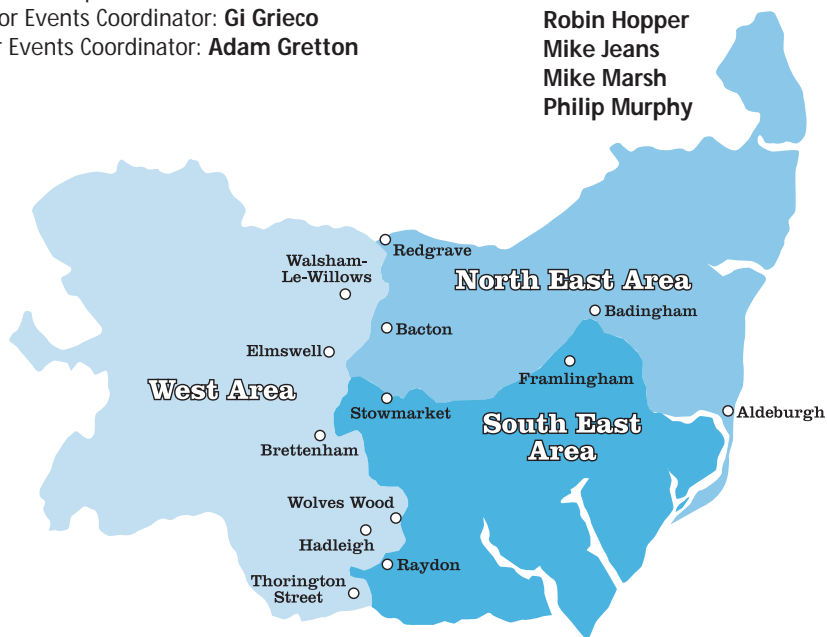 or Events Coordinator: Gi Grieco
r Events Coordinator: Adam Gretton
Robin Hopper
Mike Jeans
Mike Marsh
Philip Murphy
Redgrave
Walsham-
Le-Willows
North East Area
Badingham
Bacton
Elmswell
Framlingham
West Area
Stowmarket
Aldeburgh
South East
Area
Brettenham
Wolves Wood
Hadleigh
Raydon
Thorington
Street